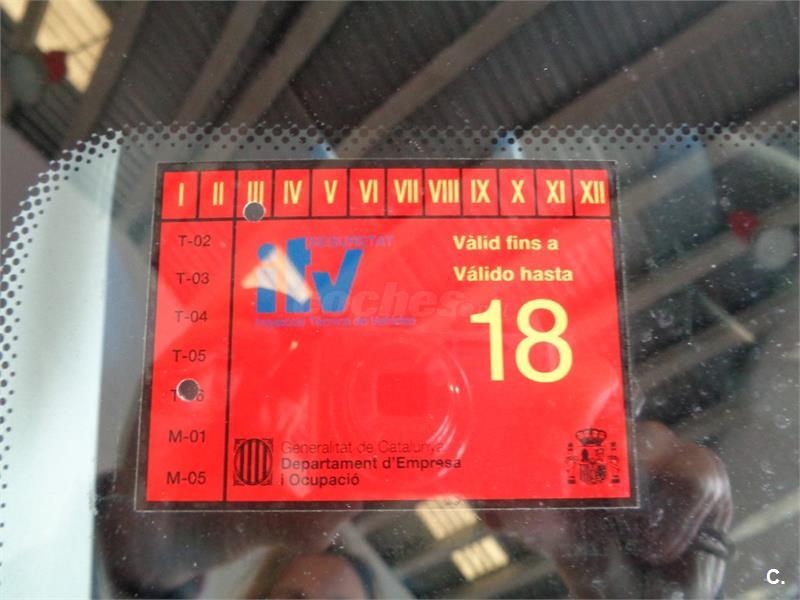 I II III IV V VI VII VIII IX X XI XII
T-02
T-03
T-04
T-05
M-01
M-05
SEGURETAT
itv
Inspecció Tècnica de Vehicles
Vàlid fins a
Válido hasta
18
Generalitat de Catalunya
Departament d'Empresa
i Ocupació
coches
C.